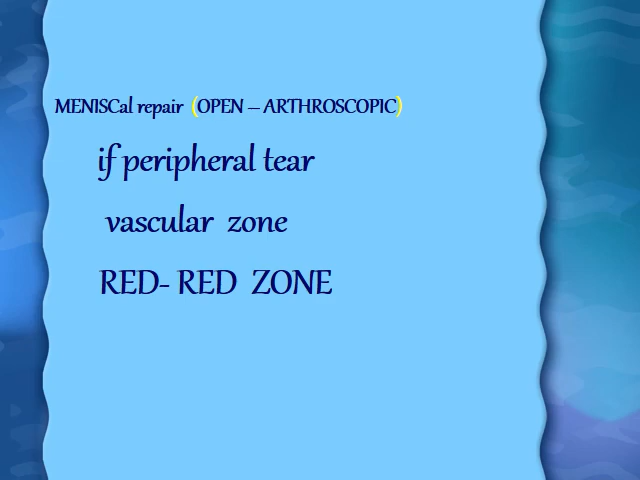 MENISCal repair (OPEN – ARTHROSCOPIC)
if peripheral tear
vascular zone
RED- RED ZONE